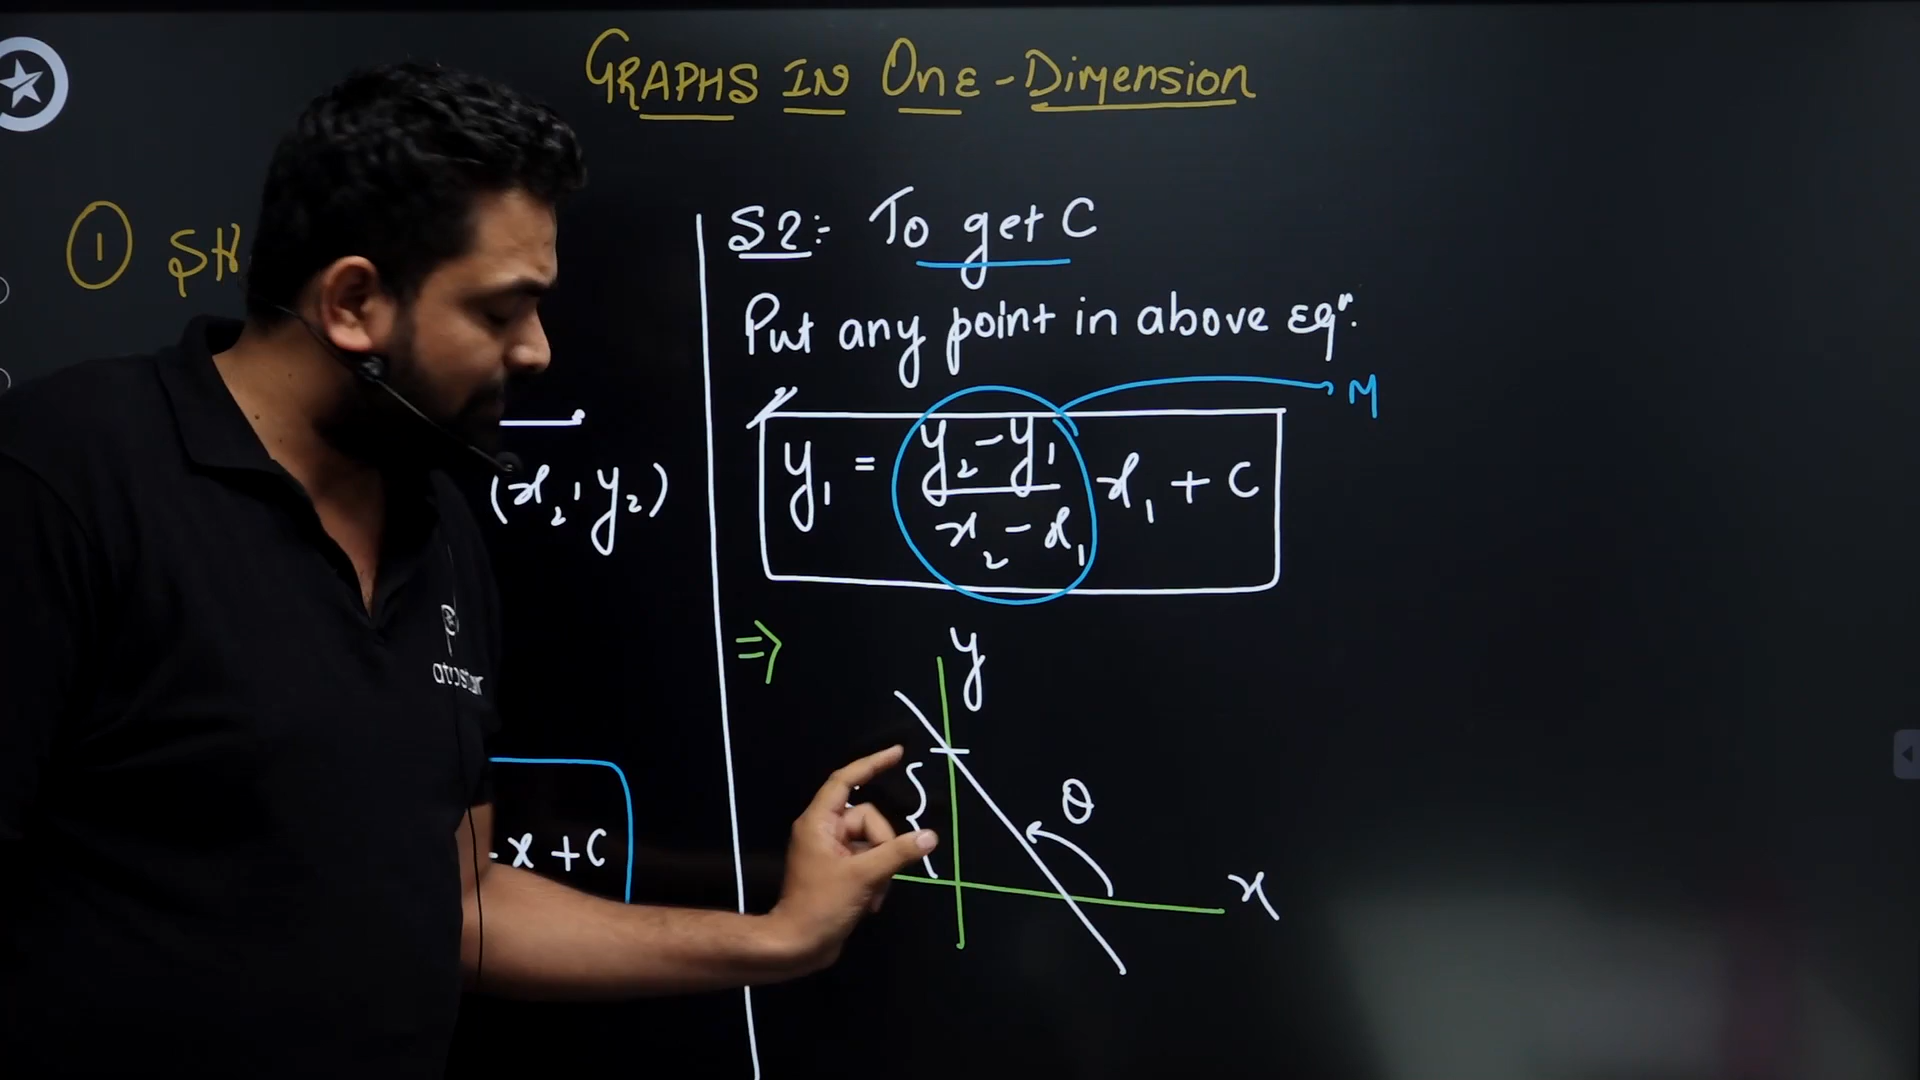 GRAPHS IN OnE-Dimension
①
(x₂, y₂)
x + C
S2:- To get C
Put any point in above Eqⁿ.
M
y₁ = (y₂ - y₁)/(x₂ - x₁) x₁ + C
⇒
y
θ
x